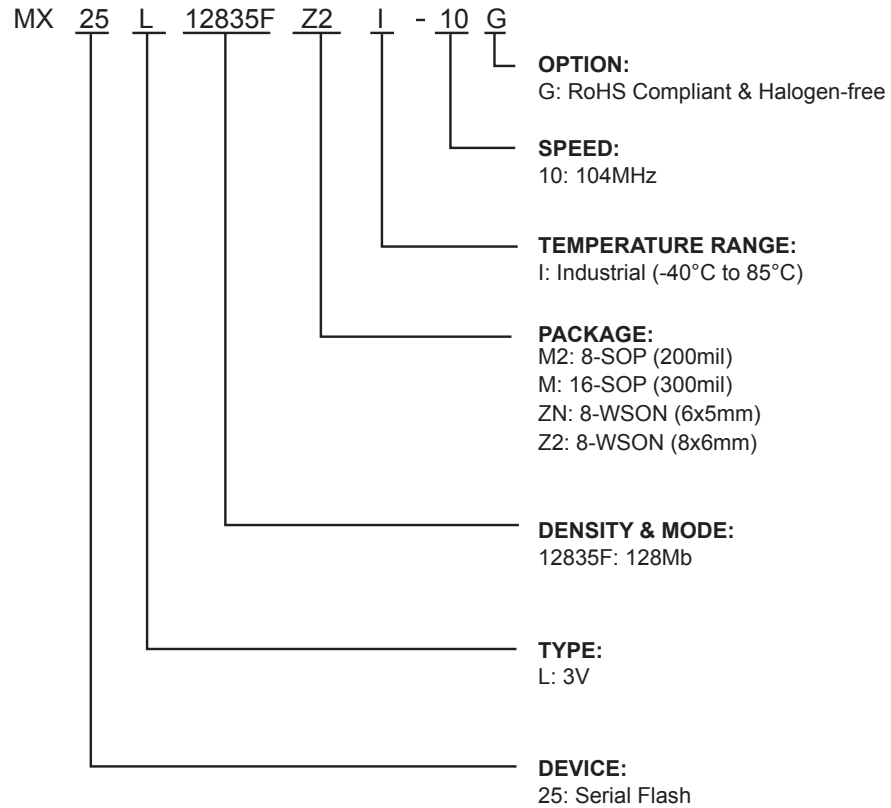 MX 25 L 12835F Z2 I - 10 G
OPTION:
G: RoHS Compliant & Halogen-free
SPEED:
10: 104MHz
TEMPERATURE RANGE:
I: Industrial (-40°C to 85°C)
PACKAGE:
M2: 8-SOP (200mil)
M: 16-SOP (300mil)
ZN: 8-WSON (6x5mm)
Z2: 8-WSON (8x6mm)
DENSITY & MODE:
12835F: 128Mb
TYPE:
L: 3V
DEVICE:
25: Serial Flash